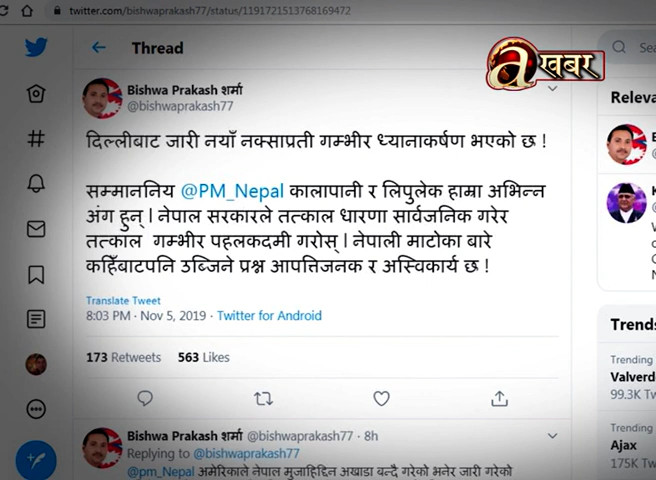 twitter.com/bishwaprakash77/status/1191721513768169472
a खबर
Thread
Sea
Bishwa Prakash शर्मा
@bishwaprakash77
दिल्लीबाट जारी नयाँ नक्साप्रती गम्भीर ध्यानाकर्षण भएको छ !
सम्माननिय @PM_Nepal कालापानी र लिपुलेक हाम्रा अभिन्न
अंग हुन् l नेपाल सरकारले तत्काल धारणा सार्वजनिक गरेर
तत्काल गम्भीर पहलकदमी गरोस् l नेपाली माटोका बारे
कहिँबाटपनि उब्जिने प्रश्न आपत्तिजनक र अस्विकार्य छ !
Translate Tweet
8:03 PM · Nov 5, 2019 · Twitter for Android
173 Retweets 563 Likes
Bishwa Prakash शर्मा @bishwaprakash77 · 8h
Replying to @bishwaprakash77
@pm_Nepal अमेरिकाले नेपाल मुजाहिद्दिन अखाडा बन्दै गरेको भनेर जारी गरेको
Releva
Trends
Trending
Valverd
99.3K Tw
Trending
Ajax
175K Tw